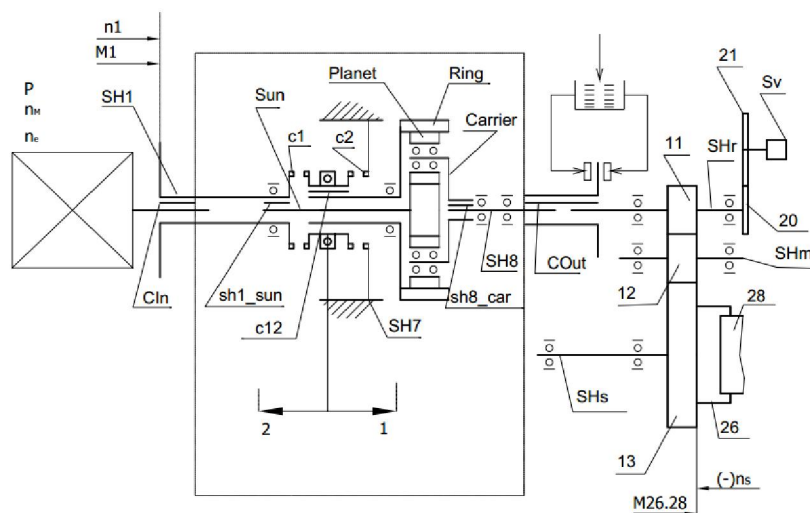 n1
M1
P
nM
ne
SH1
Sun
c1
c2
Planet
Ring
Carrier
21
Sv
11
SHr
20
SHm
CIn
sh1_sun
c12
SH7
SH8
sh8_car
COut
12
28
SHs
2
1
13
26
(-)ns
M26.28